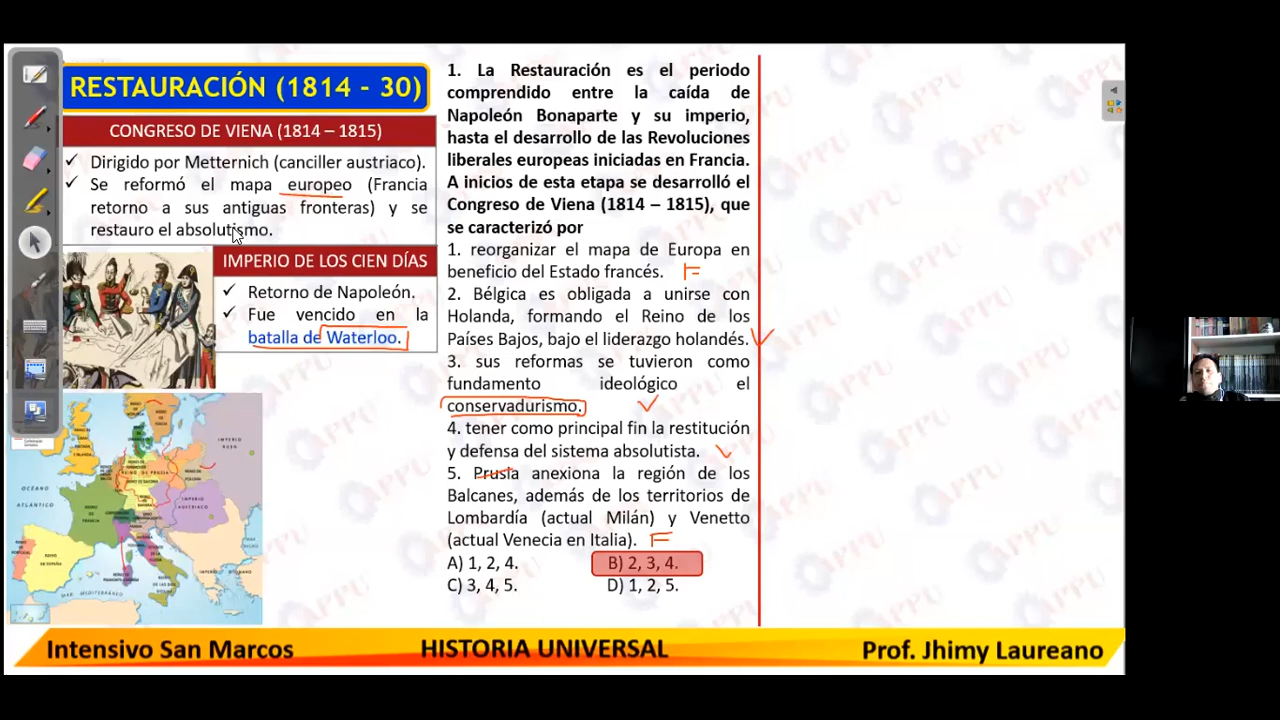 RESTAURACIÓN (1814 - 30)
CONGRESO DE VIENA (1814 – 1815)
✓ Dirigido por Metternich (canciller austriaco).
✓ Se reformó el mapa europeo (Francia
retorno a sus antiguas fronteras) y se
restauro el absolutismo.
IMPERIO DE LOS CIEN DÍAS
✓ Retorno de Napoleón.
✓ Fue vencido en la
batalla de Waterloo.
IMPERIO
RUSO
OCÉANO
ATLÁNTICO
IMPERIO
AUSTRIACO
MAR MEDITERRÁNEO
1. La Restauración es el periodo
comprendido entre la caída de
Napoleón Bonaparte y su imperio,
hasta el desarrollo de las Revoluciones
liberales europeas iniciadas en Francia.
A inicios de esta etapa se desarrolló el
Congreso de Viena (1814 – 1815), que
se caracterizó por
1. reorganizar el mapa de Europa en
beneficio del Estado francés. F
2. Bélgica es obligada a unirse con
Holanda, formando el Reino de los
Países Bajos, bajo el liderazgo holandés.
3. sus reformas se tuvieron como
fundamento ideológico el
conservadurismo.
4. tener como principal fin la restitución
y defensa del sistema absolutista.
5. Prusia anexiona la región de los
Balcanes, además de los territorios de
Lombardía (actual Milán) y Venetto
(actual Venecia en Italia). F
A) 1, 2, 4. B) 2, 3, 4.
C) 3, 4, 5. D) 1, 2, 5.
APPU
Intensivo San Marcos HISTORIA UNIVERSAL Prof. Jhimy Laureano